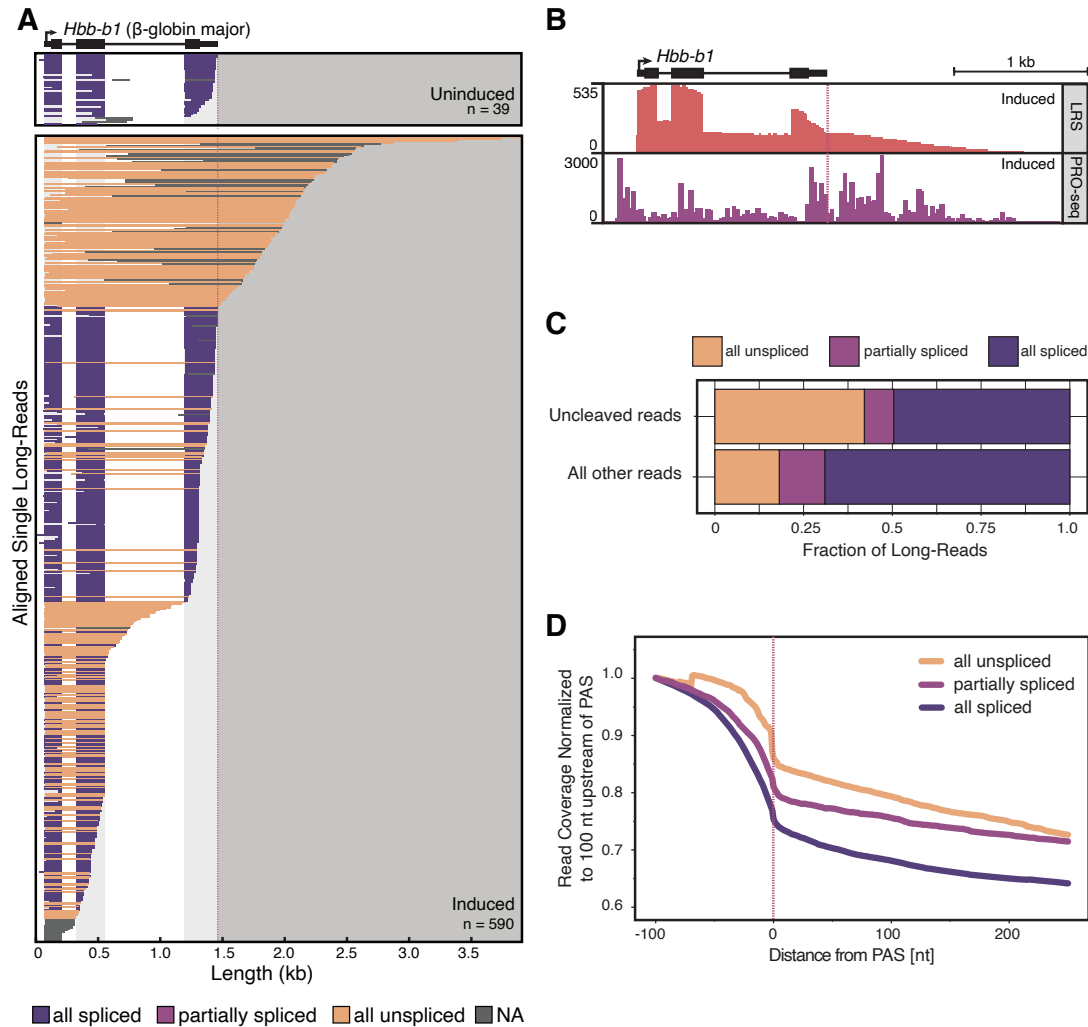 A
Hbb-b1 (β-globin major)
Uninduced
n = 39
Aligned Single Long-Reads
Induced
n = 590
0 0.5 1.0 1.5 2.0 2.5 3.0 3.5
Length (kb)
all spliced partially spliced all unspliced NA
B
Hbb-b1
1 kb
535
0
Induced
LRS
3000
0
Induced
PRO-seq
C
all unspliced partially spliced all spliced
Uncleaved reads
All other reads
0 0.25 0.5 0.75 1.0
Fraction of Long-Reads
D
Read Coverage Normalized
to 100 nt upstream of PAS
1.0
0.9
0.8
0.7
0.6
all unspliced
partially spliced
all spliced
-100 0 100 200
Distance from PAS [nt]